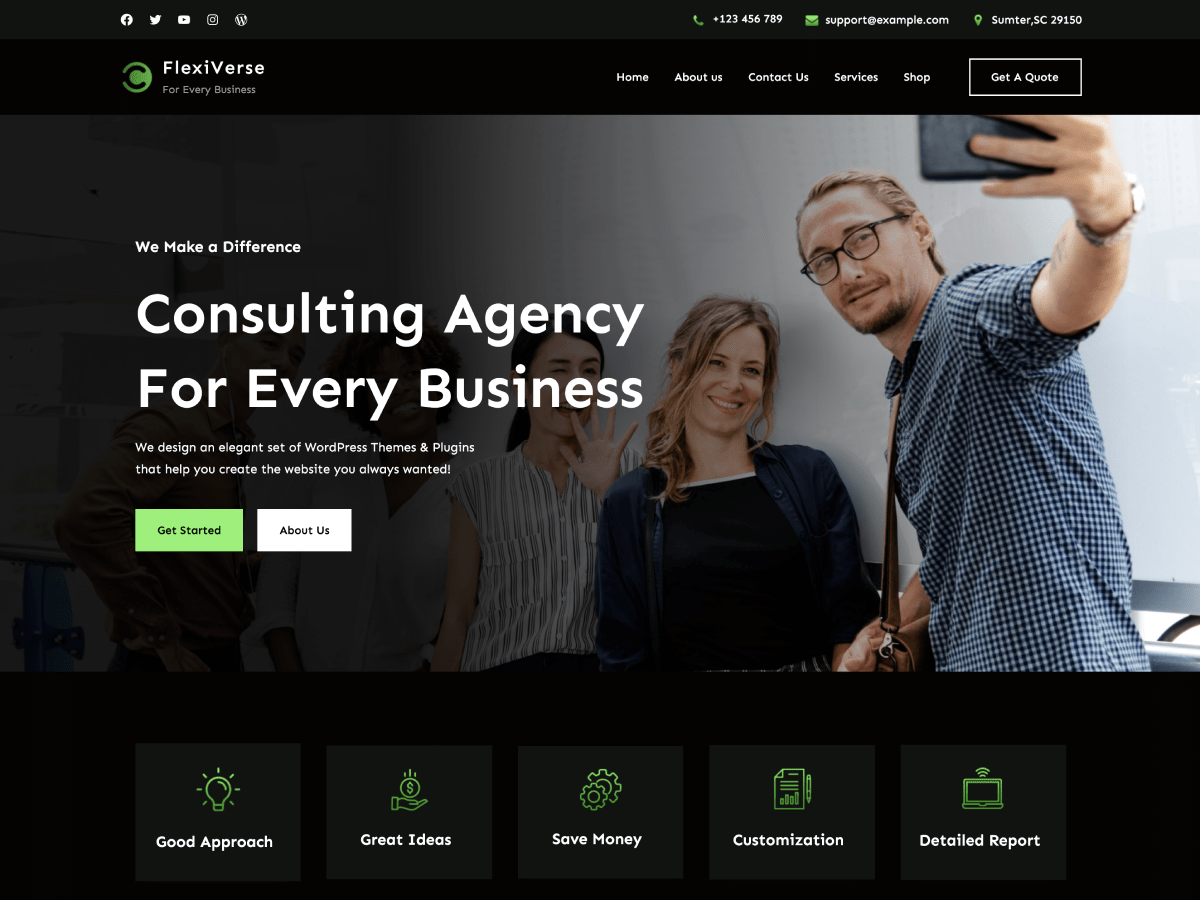 +123 456 789 support@example.com Sumter,SC 29150
FlexiVerse
For Every Business
Home About us Contact Us Services Shop Get A Quote
We Make a Difference
Consulting Agency
For Every Business
We design an elegant set of WordPress Themes & Plugins
that help you create the website you always wanted!
Get Started About Us
$
Good Approach Great Ideas Save Money Customization Detailed Report